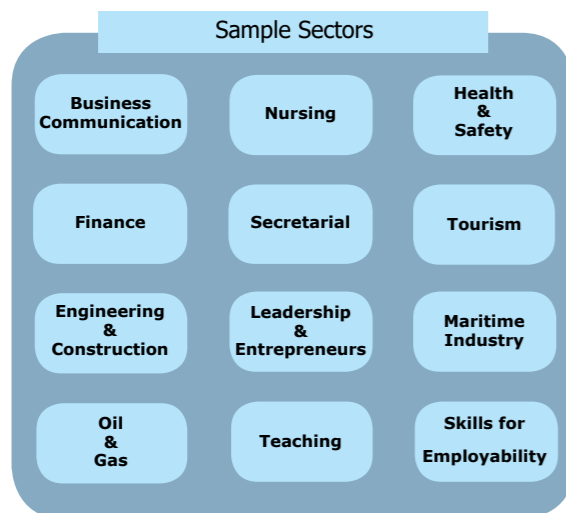 Sample Sectors
Business
Communication
Nursing
Health
&
Safety
Finance
Secretarial
Tourism
Engineering
&
Construction
Leadership
&
Entrepreneurs
Maritime
Industry
Oil
&
Gas
Teaching
Skills for
Employability